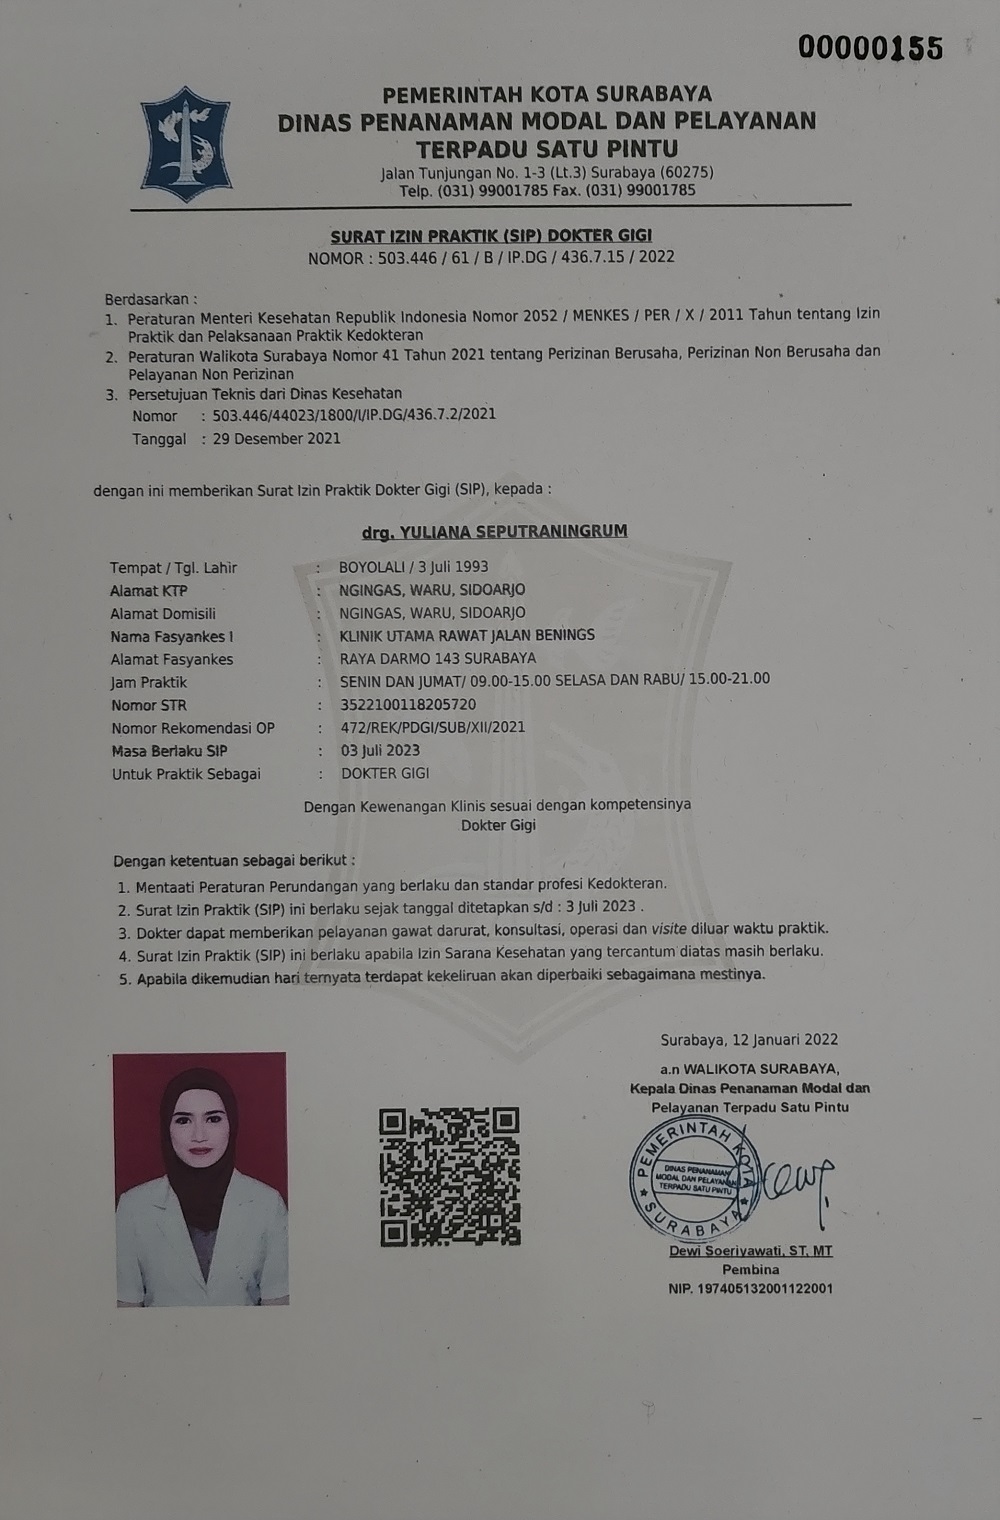 00000155
PEMERINTAH KOTA SURABAYA
DINAS PENANAMAN MODAL DAN PELAYANAN
TERPADU SATU PINTU
Jalan Tunjungan No. 1-3 (Lt.3) Surabaya (60275)
Telp. (031) 99001785 Fax. (031) 99001785
SURAT IZIN PRAKTIK (SIP) DOKTER GIGI
NOMOR : 503.446 / 61 / B / IP.DG / 436.7.15 / 2022
Berdasarkan :
1. Peraturan Menteri Kesehatan Republik Indonesia Nomor 2052 / MENKES / PER / X / 2011 Tahun tentang Izin
Praktik dan Pelaksanaan Praktik Kedokteran
2. Peraturan Walikota Surabaya Nomor 41 Tahun 2021 tentang Perizinan Berusaha, Perizinan Non Berusaha dan
Pelayanan Non Perizinan
3. Persetujuan Teknis dari Dinas Kesehatan
Nomor : 503.446/44023/1800/I/IP.DG/436.7.2/2021
Tanggal : 29 Desember 2021
dengan ini memberikan Surat Izin Praktik Dokter Gigi (SIP), kepada :
drg. YULIANA SEPUTRANINGRUM
Tempat / Tgl. Lahir : BOYOLALI / 3 Juli 1993
Alamat KTP : NGINGAS, WARU, SIDOARJO
Alamat Domisili : NGINGAS, WARU, SIDOARJO
Nama Fasyankes I : KLINIK UTAMA RAWAT JALAN BENINGS
Alamat Fasyankes : RAYA DARMO 143 SURABAYA
Jam Praktik : SENIN DAN JUMAT/ 09.00-15.00 SELASA DAN RABU/ 15.00-21.00
Nomor STR : 3522100118205720
Nomor Rekomendasi OP : 472/REK/PDGI/SUB/XII/2021
Masa Berlaku SIP : 03 Juli 2023
Untuk Praktik Sebagai : DOKTER GIGI
Dengan Kewenangan Klinis sesuai dengan kompetensinya
Dokter Gigi
Dengan ketentuan sebagai berikut :
1. Mentaati Peraturan Perundangan yang berlaku dan standar profesi Kedokteran.
2. Surat Izin Praktik (SIP) ini berlaku sejak tanggal ditetapkan s/d : 3 Juli 2023 .
3. Dokter dapat memberikan pelayanan gawat darurat, konsultasi, operasi dan visite diluar waktu praktik.
4. Surat Izin Praktik (SIP) ini berlaku apabila Izin Sarana Kesehatan yang tercantum diatas masih berlaku.
5. Apabila dikemudian hari ternyata terdapat kekeliruan akan diperbaiki sebagaimana mestinya.
Surabaya, 12 Januari 2022
a.n WALIKOTA SURABAYA,
Kepala Dinas Penanaman Modal dan
Pelayanan Terpadu Satu Pintu
PEMERINTAH KOTA
DINAS PENANAMAN
MODAL DAN PELAYANAN
TERPADU SATU PINTU
SURABAYA
Dewi Soeriyawati, ST, MT
Pembina
NIP. 197405132001122001